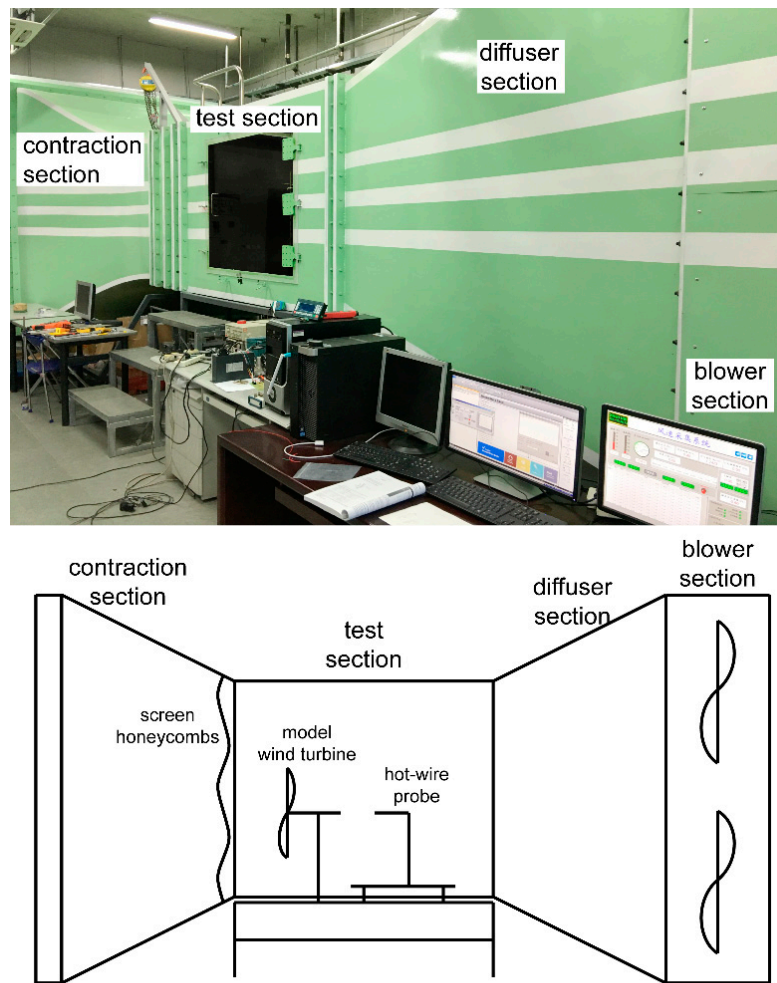 diffuser
section
test section
contraction
section
blower
section
contraction
section
test
section
diffuser
section
blower
section
screen
honeycombs
model
wind turbine
hot-wire
probe